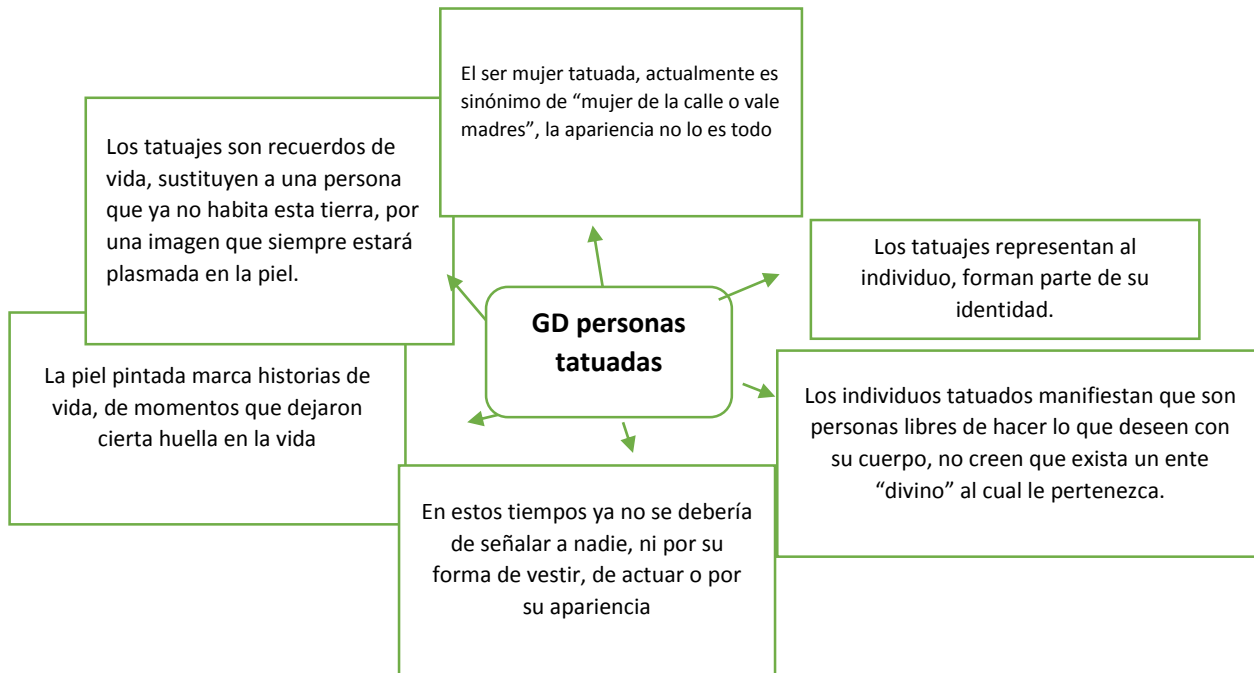 El ser mujer tatuada, actualmente es
sinónimo de “mujer de la calle o vale
madres”, la apariencia no lo es todo
Los tatuajes son recuerdos de
vida, sustituyen a una persona
que ya no habita esta tierra, por
una imagen que siempre estará
plasmada en la piel.
Los tatuajes representan al
individuo, forman parte de su
identidad.
GD personas
tatuadas
La piel pintada marca historias de
vida, de momentos que dejaron
cierta huella en la vida
Los individuos tatuados manifiestan que son
personas libres de hacer lo que deseen con
su cuerpo, no creen que exista un ente
“divino” al cual le pertenezca.
En estos tiempos ya no se debería
de señalar a nadie, ni por su
forma de vestir, de actuar o por
su apariencia